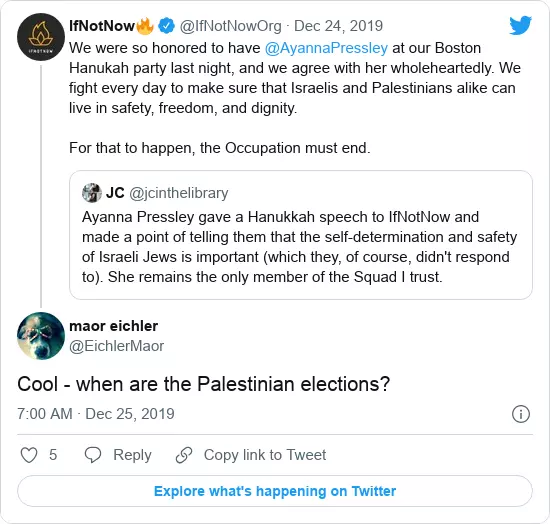 IfNotNow🔥 @IfNotNowOrg · Dec 24, 2019
IFNOTNOW
We were so honored to have @AyannaPressley at our Boston
Hanukah party last night, and we agree with her wholeheartedly. We
fight every day to make sure that Israelis and Palestinians alike can
live in safety, freedom, and dignity.
For that to happen, the Occupation must end.
JC @jcinthelibrary
Ayanna Pressley gave a Hanukkah speech to IfNotNow and
made a point of telling them that the self-determination and safety
of Israeli Jews is important (which they, of course, didn't respond
to). She remains the only member of the Squad I trust.
maor eichler
@EichlerMaor
Cool - when are the Palestinian elections?
7:00 AM · Dec 25, 2019
5 Reply Copy link to Tweet
Explore what's happening on Twitter